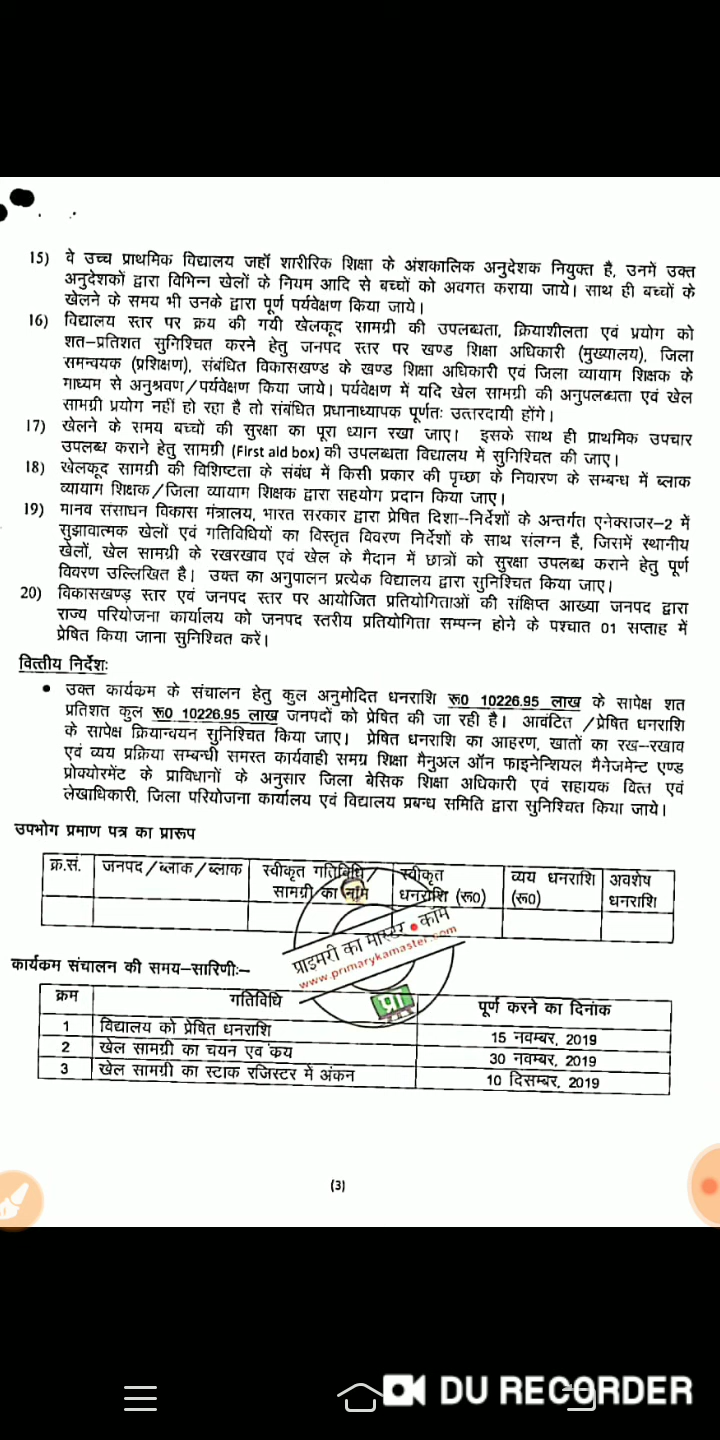 15) वे उच्च प्राथमिक विद्यालय जहाँ शारीरिक शिक्षा के अंशकालिक अनुदेशक नियुक्त है, उनमें उक्त
अनुदेशकों द्वारा विभिन्न खेलों के नियम आदि से बच्चों को अवगत कराया जाये। साथ ही बच्चों के
खेलने के समय भी उनके द्वारा पूर्ण पर्यवेक्षण किया जाये।
16) विद्यालय स्तर पर क्रय की गयी खेलकूद सामग्री की उपलब्धता, क्रियाशीलता एवं प्रयोग को
शत–प्रतिशत सुनिश्चित करने हेतु जनपद स्तर पर खण्ड शिक्षा अधिकारी (मुख्यालय), जिला
समन्वयक (प्रशिक्षण), संबंधित विकासखण्ड के खण्ड शिक्षा अधिकारी एवं जिला व्यायाम शिक्षक के
माध्यम से अनुश्रवण/पर्यवेक्षण किया जाये। पर्यवेक्षण में यदि खेल सामग्री की अनुपलब्धता एवं खेल
सामग्री प्रयोग नहीं हो रहा है तो संबंधित प्रधानाध्यापक पूर्णतः उत्तरदायी होंगे।
17) खेलने के समय बच्चों की सुरक्षा का पूरा ध्यान रखा जाए। इसके साथ ही प्राथमिक उपचार
उपलब्ध कराने हेतु सामग्री (First aid box) की उपलब्धता विद्यालय में सुनिश्चित की जाए।
18) खेलकूद सामग्री की विशिष्टता के संबंध में किसी प्रकार की पृच्छा के निवारण के सम्बन्ध में ब्लाक
व्यायाम शिक्षक/जिला व्यायाम शिक्षक द्वारा सहयोग प्रदान किया जाए।
19) मानव संसाधन विकास मंत्रालय, भारत सरकार द्वारा प्रेषित दिशा–निर्देशों के अन्तर्गत एनेक्जाजर–2 में
सुझावात्मक खेलों एवं गतिविधियों का विस्तृत विवरण निर्देशों के साथ संलग्न है, जिसमें स्थानीय
खेलों, खेल सामग्री के रखरखाव एवं खेल के मैदान में छात्रों को सुरक्षा उपलब्ध कराने हेतु पूर्ण
विवरण उल्लिखित है। उक्त का अनुपालन प्रत्येक विद्यालय द्वारा सुनिश्चित किया जाए।
20) विकासखण्ड़ स्तर एवं जनपद स्तर पर आयोजित प्रतियोगिताओं की संक्षिप्त आख्या जनपद द्वारा
राज्य परियोजना कार्यालय को जनपद स्तरीय प्रतियोगिता सम्पन्न होने के पश्चात 01 सप्ताह में
प्रेषित किया जाना सुनिश्चित करें।
वित्तीय निर्देशः
• उक्त कार्यकम के संचालन हेतु कुल अनुमोदित धनराशि रू0 10226.95 लाख के सापेक्ष शत
प्रतिशत कुल रू0 10226.95 लाख जनपदों को प्रेषित की जा रही है। आवंटित /प्रेषित धनराशि
के सापेक्ष क्रियान्वयन सुनिश्चित किया जाए। प्रेषित धनराशि का आहरण, खातों का रख–रखाव
एवं व्यय प्रक्रिया सम्बन्धी समस्त कार्यवाही समग्र शिक्षा मैनुअल ऑन फाइनेन्शियल मैनेजमेन्ट एण्ड
प्रोक्योरमेंट के प्राविधानों के अनुसार जिला बेसिक शिक्षा अधिकारी एवं सहायक वित्त एवं
लेखाधिकारी, जिला परियोजना कार्यालय एवं विद्यालय प्रबन्ध समिति द्वारा सुनिश्चित किया जाये।
उपभोग प्रमाण पत्र का प्रारूप
क्र.सं. जनपद/ब्लाक/ब्लाक स्वीकृत गतिविधि/ स्वीकृत व्यय धनराशि अवशेष
सामग्री का नाम धनराशि (रू0) (रू0) धनराशि
प्राइमरी का मास्टर●कॉम
www.primarykamaster.com
प्रा
कार्यकम संचालन की समय–सारिणीः–
क्रम गतिविधि पूर्ण करने का दिनांक
1 विद्यालय को प्रेषित धनराशि 15 नवम्बर, 2019
2 खेल सामग्री का चयन एवं कय 30 नवम्बर, 2019
3 खेल सामग्री का स्टाक रजिस्टर में अंकन 10 दिसम्बर, 2019
(3)
DU RECORDER